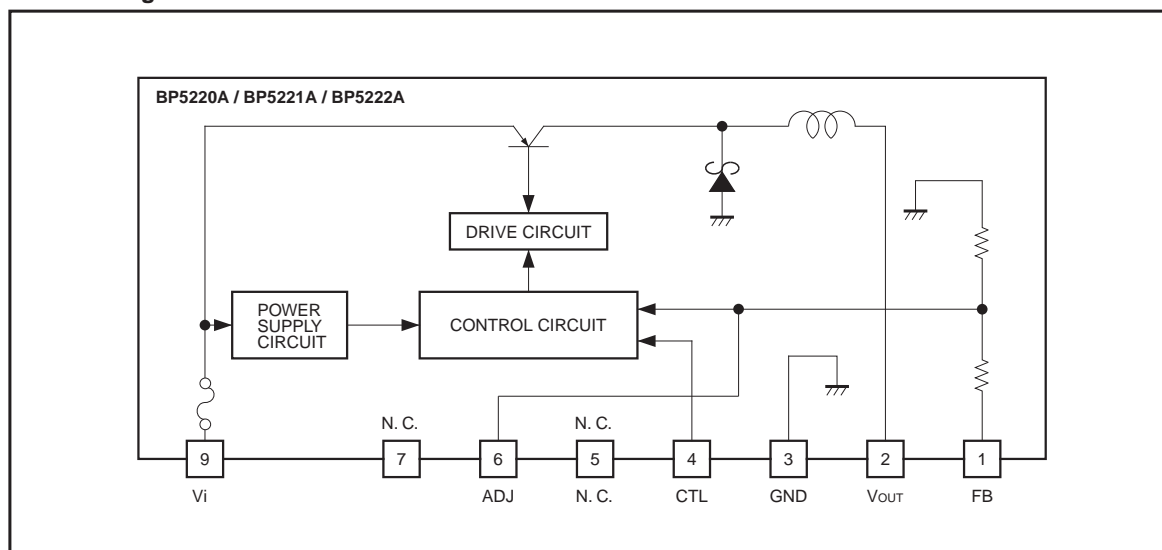 BP5220A / BP5221A / BP5222A
DRIVE CIRCUIT
POWER
SUPPLY
CIRCUIT
CONTROL CIRCUIT
N. C.
N. C.
9
7
6
5
4
3
2
1
Vi
ADJ
N. C.
CTL
GND
VOUT
FB